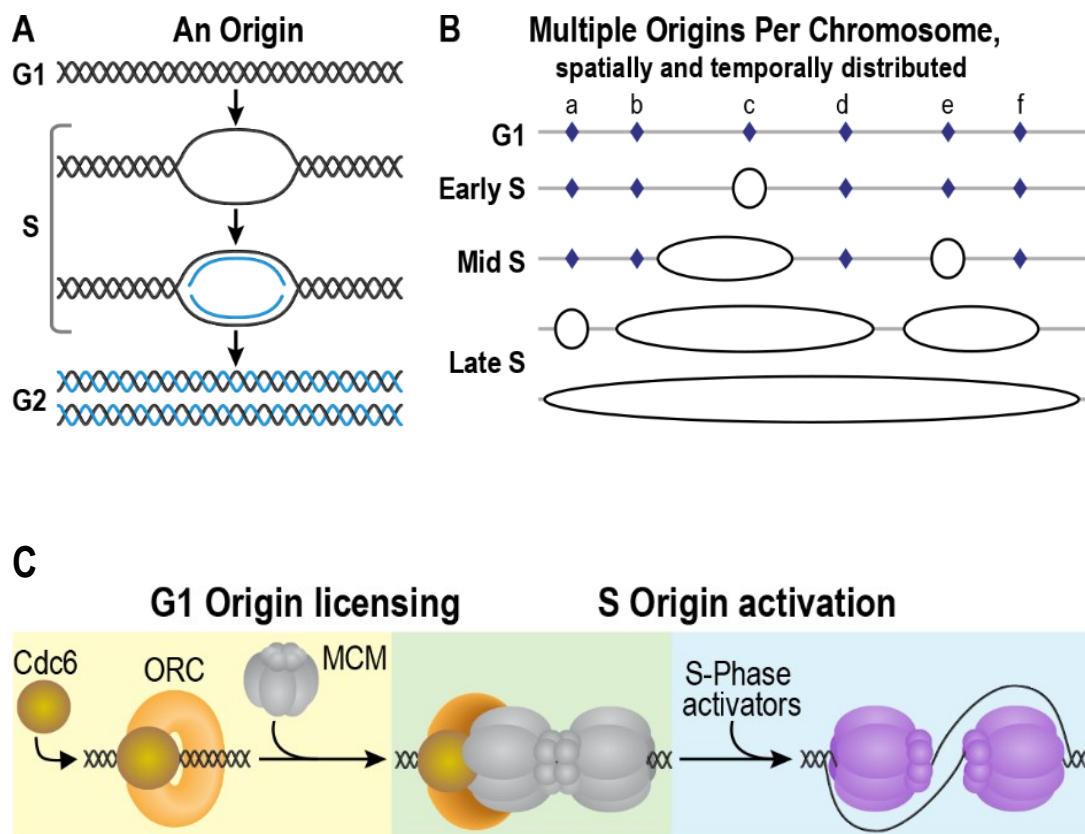 A
An Origin
G1
S
G2
B
Multiple Origins Per Chromosome,
spatially and temporally distributed
a b c d e f
G1
Early S
Mid S
Late S
C
G1 Origin licensing
S Origin activation
Cdc6
ORC
MCM
S-Phase
activators